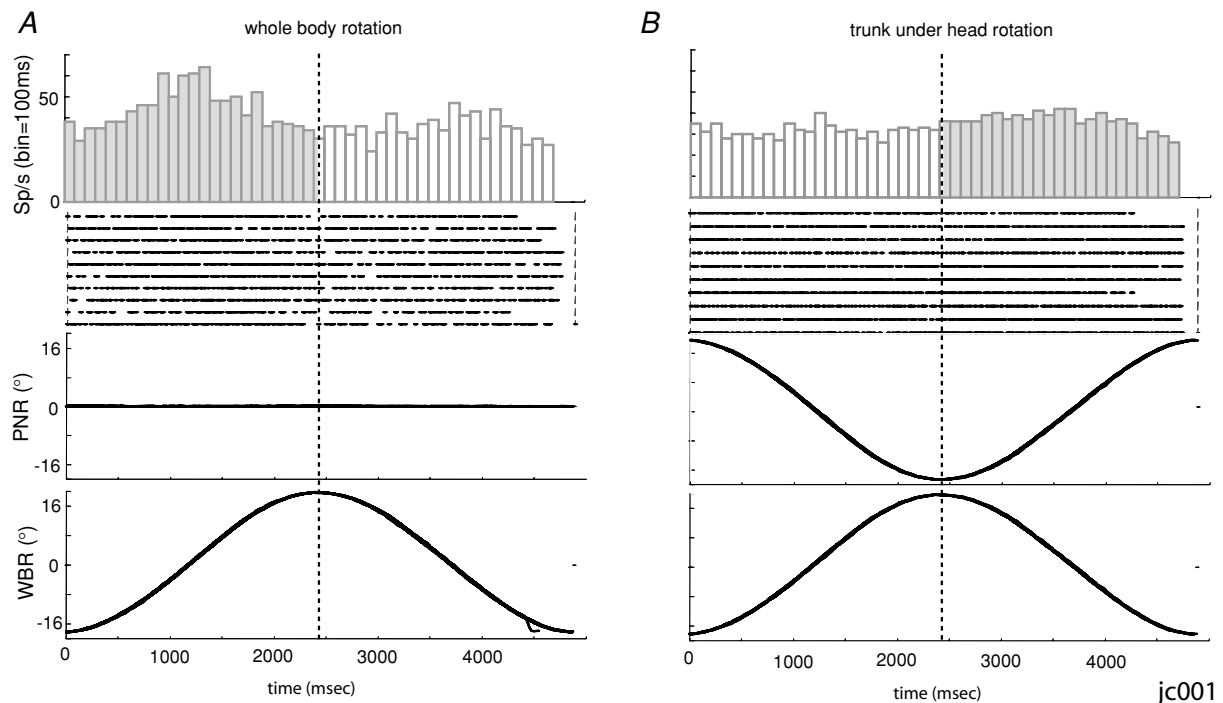 A
whole body rotation
B
trunk under head rotation
Sp/s (bin=100ms)
50
0
PNR (°)
16
0
-16
WBR (°)
16
0
-16
0 1000 2000 3000 4000
time (msec)
0 1000 2000 3000 4000
time (msec)
jc001